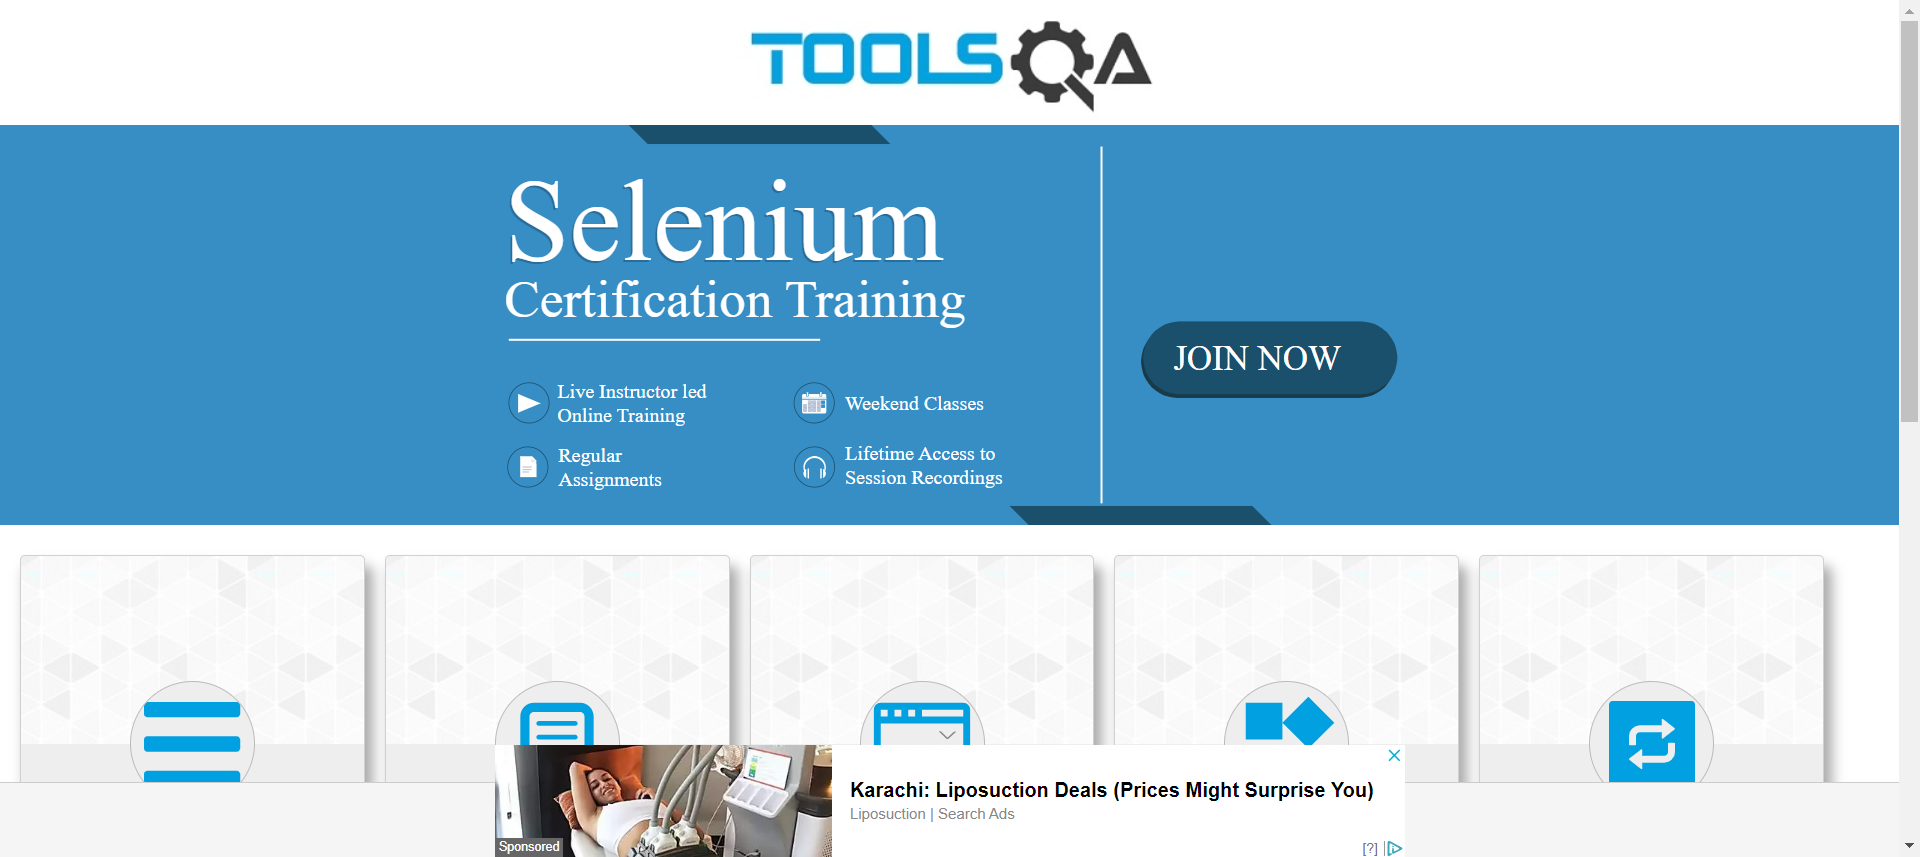 TOOLSQA
Selenium
Certification Training
JOIN NOW
Live Instructor led
Online Training
Weekend Classes
Regular
Assignments
Lifetime Access to
Session Recordings
Karachi: Liposuction Deals (Prices Might Surprise You)
Liposuction | Search Ads
Sponsored
[?]